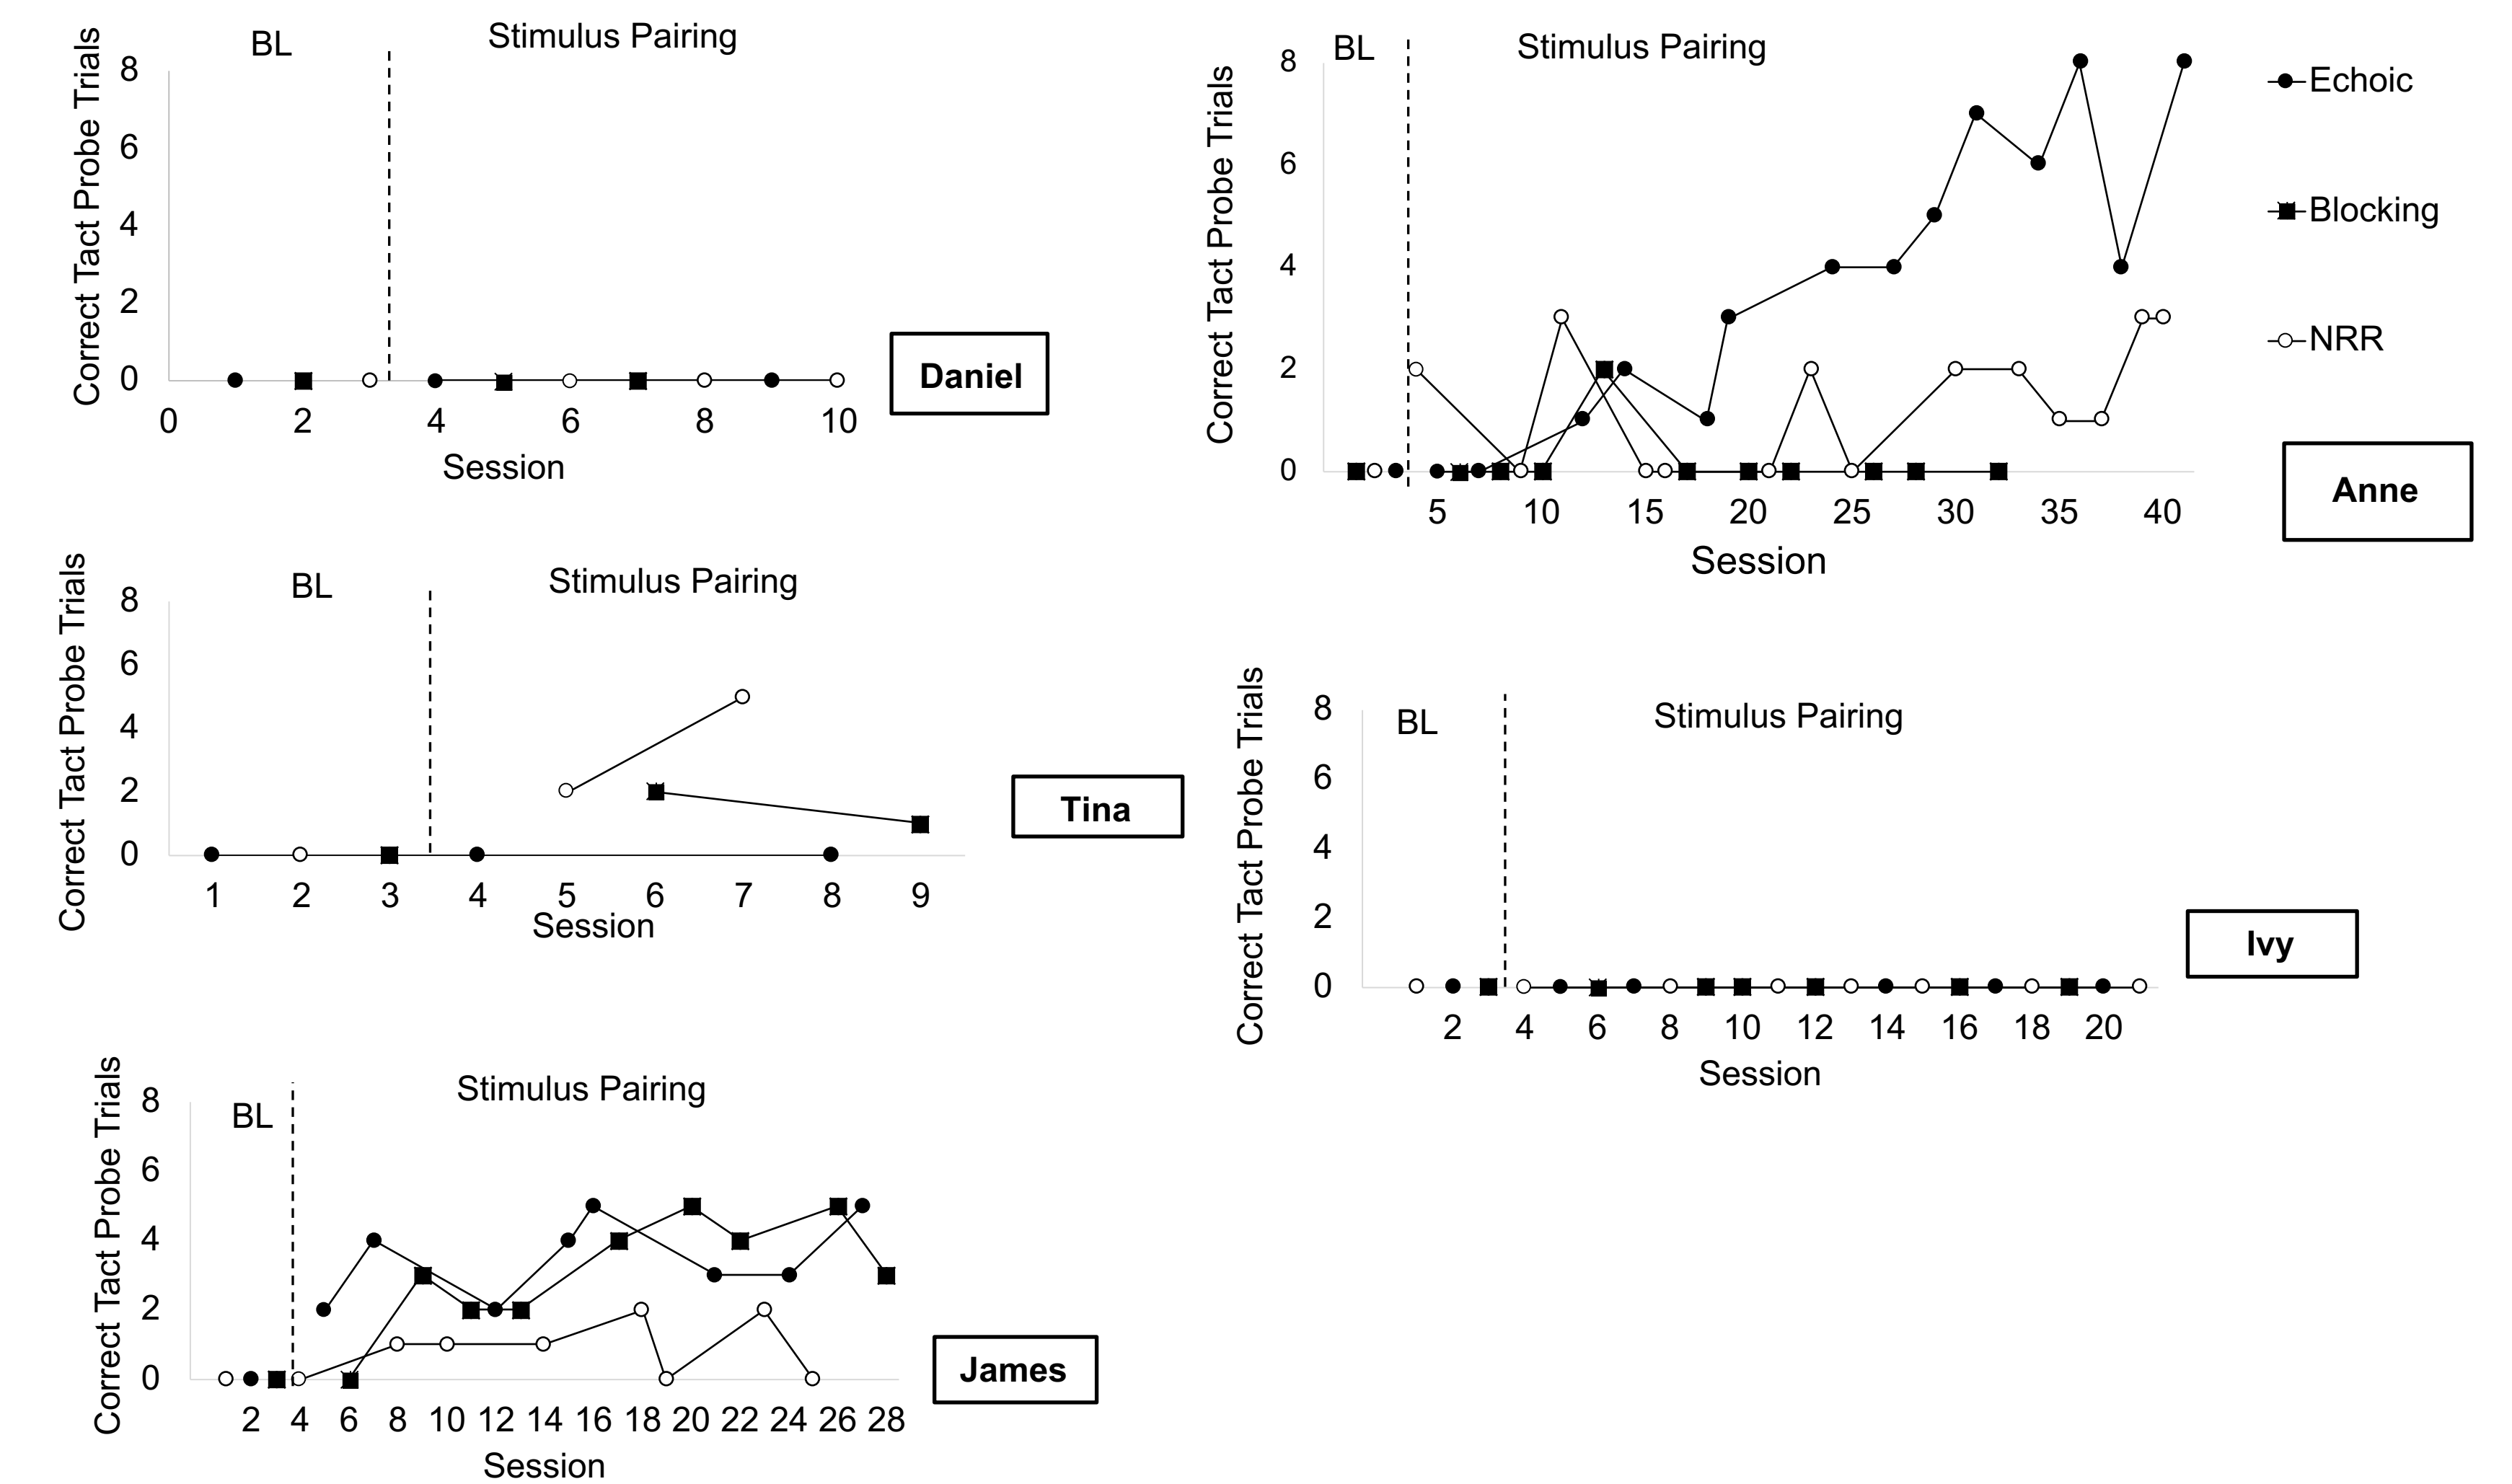 BL
Stimulus Pairing
Correct Tact Probe Trials
8
6
4
2
0
0 2 4 6 8 10
Session
Daniel
BL
Stimulus Pairing
Correct Tact Probe Trials
8
6
4
2
0
5 10 15 20 25 30 35 40
Session
Anne
Echoic
Blocking
NRR
BL
Stimulus Pairing
Correct Tact Probe Trials
8
6
4
2
0
1 2 3 4 5 6 7 8 9
Session
Tina
BL
Stimulus Pairing
Correct Tact Probe Trials
8
6
4
2
0
2 4 6 8 10 12 14 16 18 20
Session
Ivy
BL
Stimulus Pairing
Correct Tact Probe Trials
8
6
4
2
0
2 4 6 8 10 12 14 16 18 20 22 24 26 28
Session
James